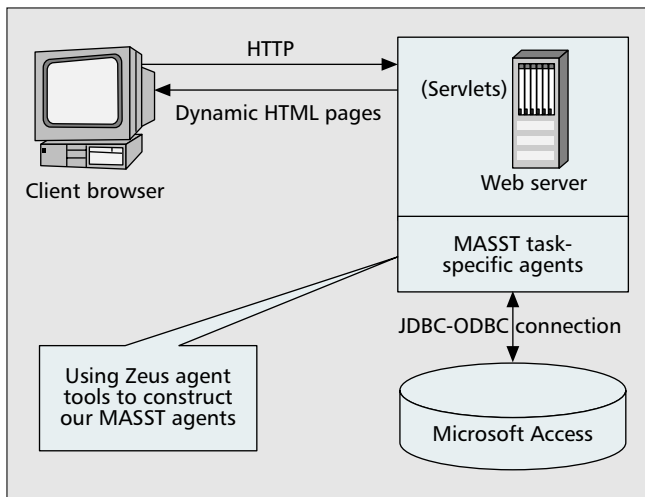 HTTP
Dynamic HTML pages
Client browser
(Servlets)
Web server
MASST task-
specific agents
JDBC-ODBC connection
Using Zeus agent
tools to construct
our MASST agents
Microsoft Access